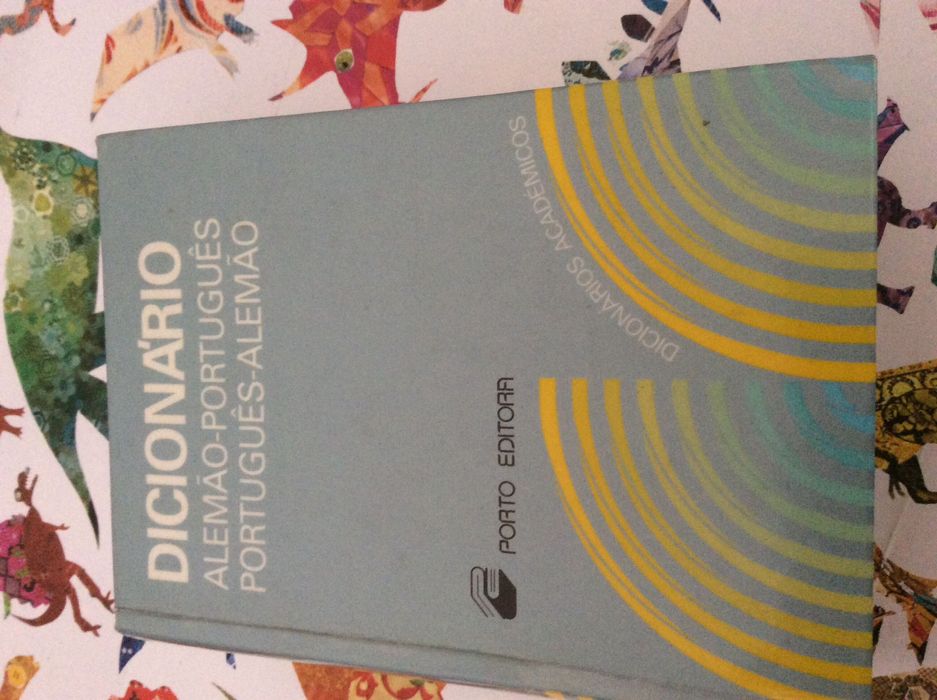 DICIONÁRIO
ALEMÃO-PORTUGUÊS
PORTUGUÊS-ALEMÃO
PORTO EDITORA
DICIONÁRIOS ACADÉMICOS